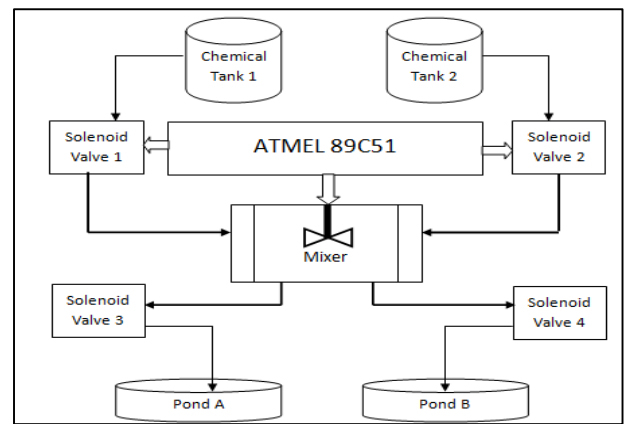 Chemical
Tank 1
Chemical
Tank 2
Solenoid
Valve 1
ATMEL 89C51
Solenoid
Valve 2
Mixer
Solenoid
Valve 3
Solenoid
Valve 4
Pond A
Pond B